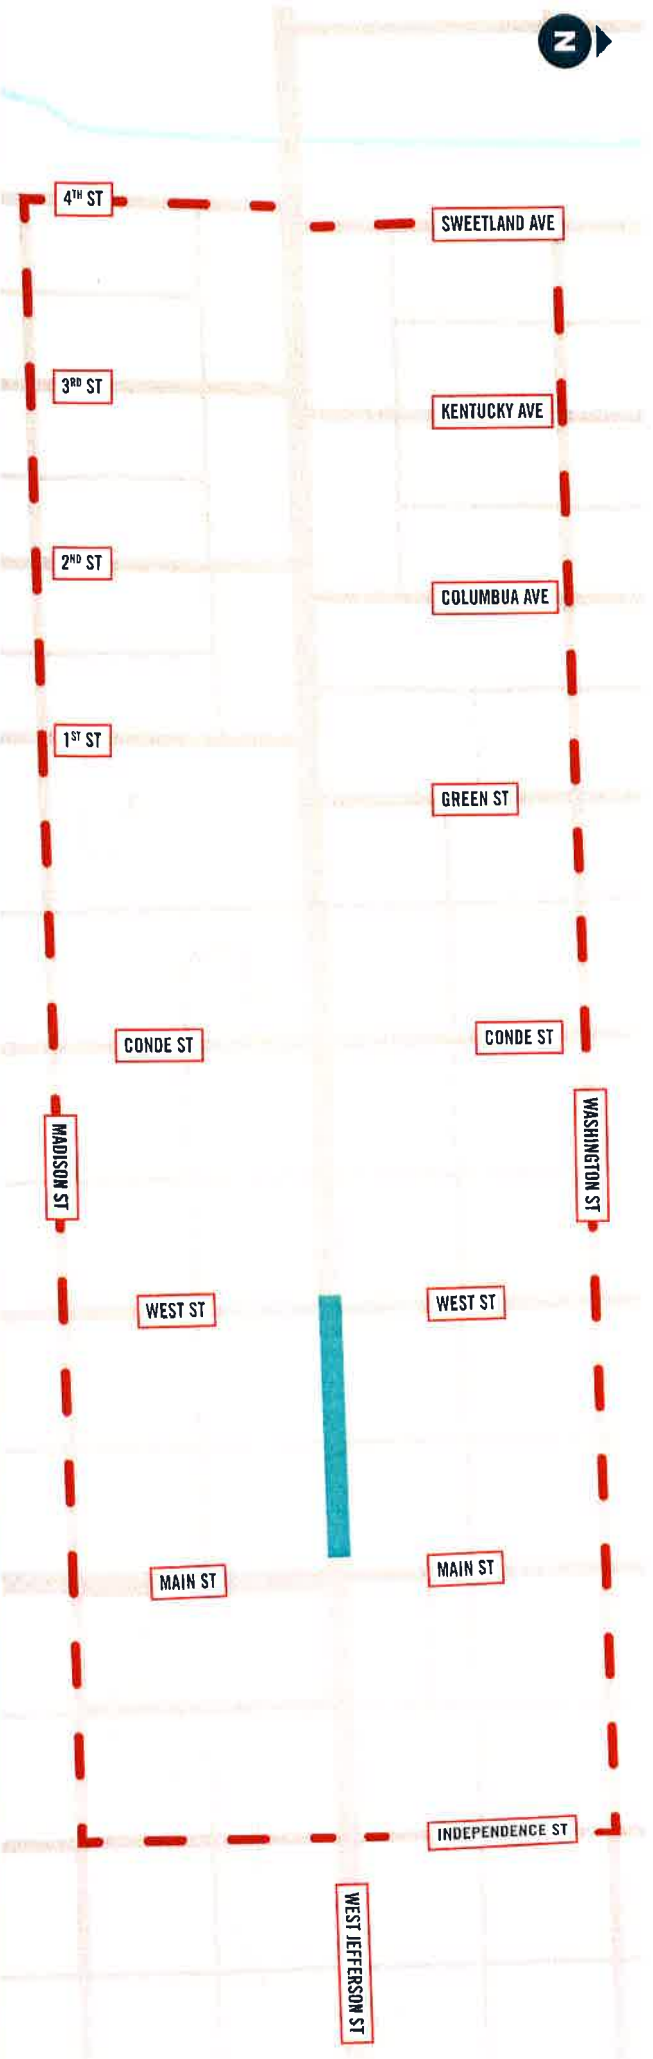 N
4TH ST
SWEETLAND AVE
3RD ST
KENTUCKY AVE
2ND ST
COLUMBUA AVE
1ST ST
GREEN ST
CONDE ST
CONDE ST
MADISON ST
WASHINGTON ST
WEST ST
WEST ST
MAIN ST
MAIN ST
INDEPENDENCE ST
WEST JEFFERSON ST